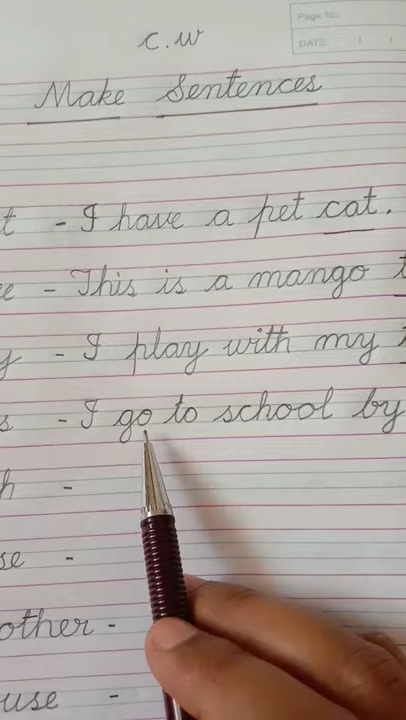 Page No:
DATE: / /
C.W
Make Sentences
t - I have a pet cat.
ee - This is a mango t
y - I play with my
s - I go to school by
h -
se -
other -
use -